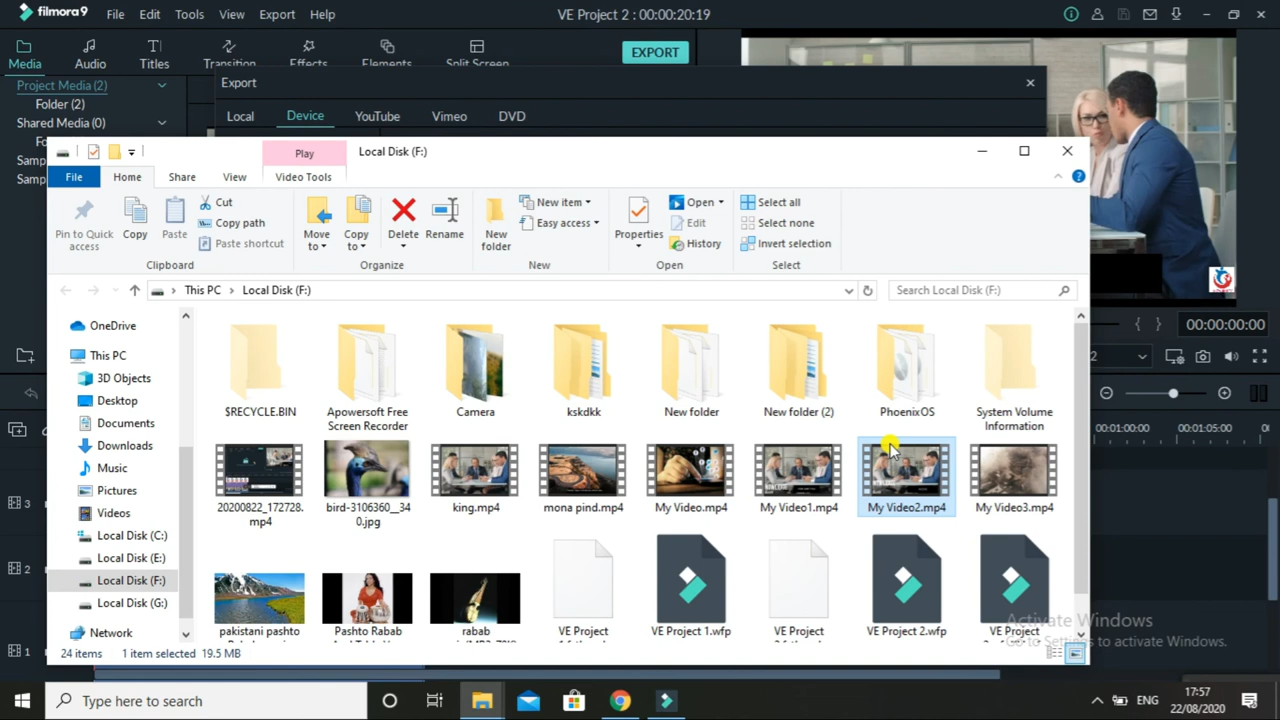 filmora9 File Edit Tools View Export Help VE Project 2 : 00:00:20:19
Media Audio Titles Transition Effects Elements Split Screen EXPORT
Project Media (2)
Folder (2)
Shared Media (0)
Export
Local Device YouTube Vimeo DVD
Play Local Disk (F:)
File Home Share View Video Tools
Pin to Quick access
Copy
Paste
Cut
Copy path
Paste shortcut
Clipboard
Move to
Copy to
Delete
Rename
Organize
New folder
New item
Easy access
New
Properties
Open
Edit
History
Open
Select all
Select none
Invert selection
Select
This PC > Local Disk (F:)
Search Local Disk (F:)
OneDrive
This PC
3D Objects
Desktop
Documents
Downloads
Music
Pictures
Videos
Local Disk (C:)
Local Disk (E:)
Local Disk (F:)
Local Disk (G:)
Network
$RECYCLE.BIN
Apowersoft Free
Screen Recorder
Camera
kskdkk
New folder
New folder (2)
PhoenixOS
System Volume
Information
20200822_172728.
mp4
bird-3106360__34
0.jpg
king.mp4
mona pind.mp4
My Video.mp4
My Video1.mp4
My Video2.mp4
My Video3.mp4
pakistani pashto
Pashto Rabab
rabab
VE Project
VE Project 1.wfp
VE Project
VE Project 2.wfp
VE Project
24 items 1 item selected 19.5 MB
00:00:00:00
00:01:00:00 00:01:05:00
3
2
1
Activate Windows
Go to Settings to activate Windows.
Type here to search
ENG
17:57
22/08/2020